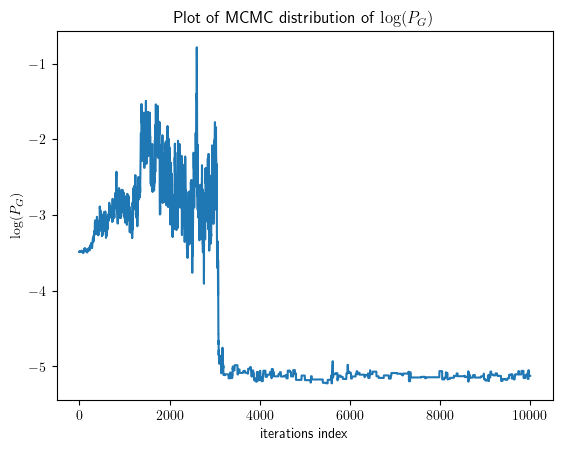 Plot of MCMC distribution of log(P_G)
−1
−2
−3
−4
−5
log(P_G)
0 2000 4000 6000 8000 10000
iterations index